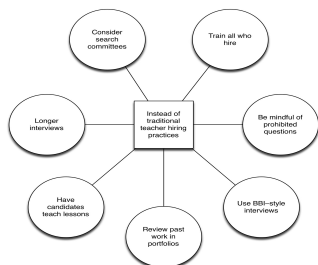 Consider
search
committees
Train all who
hire
Longer
interviews
Instead of
traditional
teacher hiring
practices
Be mindful of
prohibited
questions
Have
candidates
teach lessons
Review past
work in
portfolios
Use BBI–style
interviews